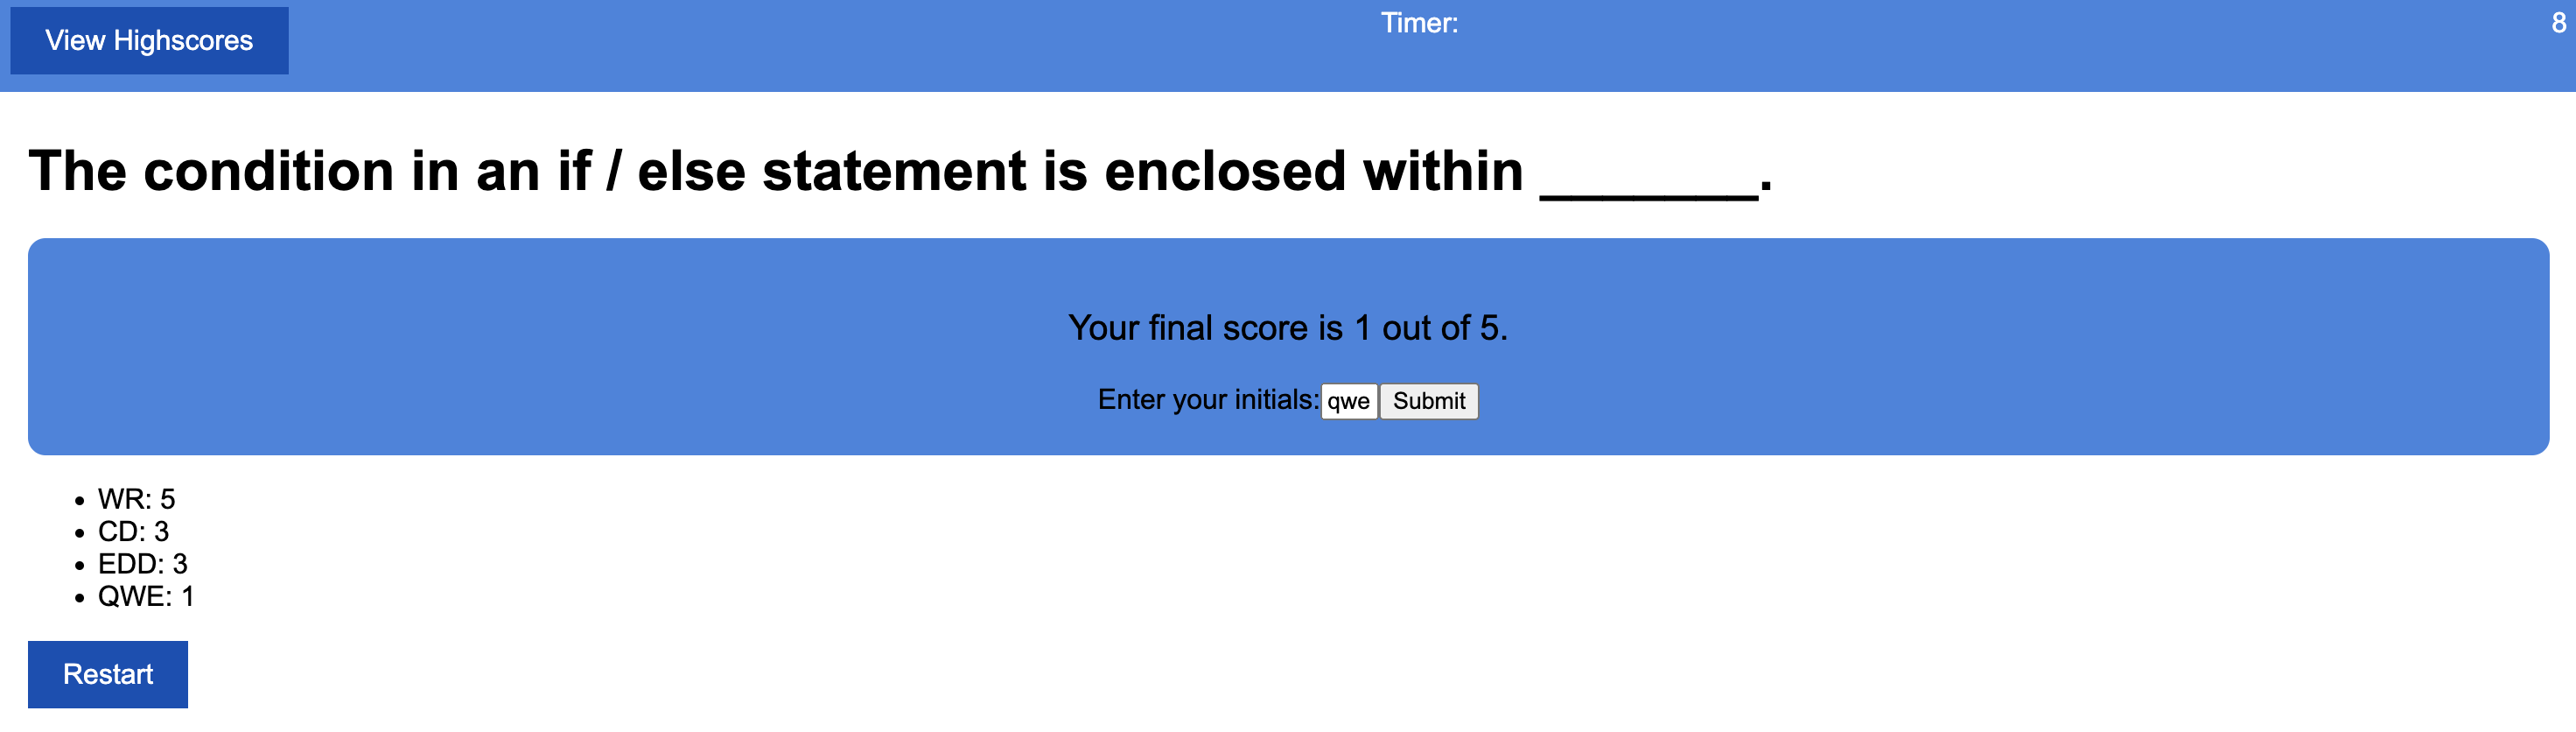 View Highscores
Timer:
8
The condition in an if / else statement is enclosed within _______.
Your final score is 1 out of 5.
Enter your initials: qwe Submit
WR: 5
CD: 3
EDD: 3
QWE: 1
Restart